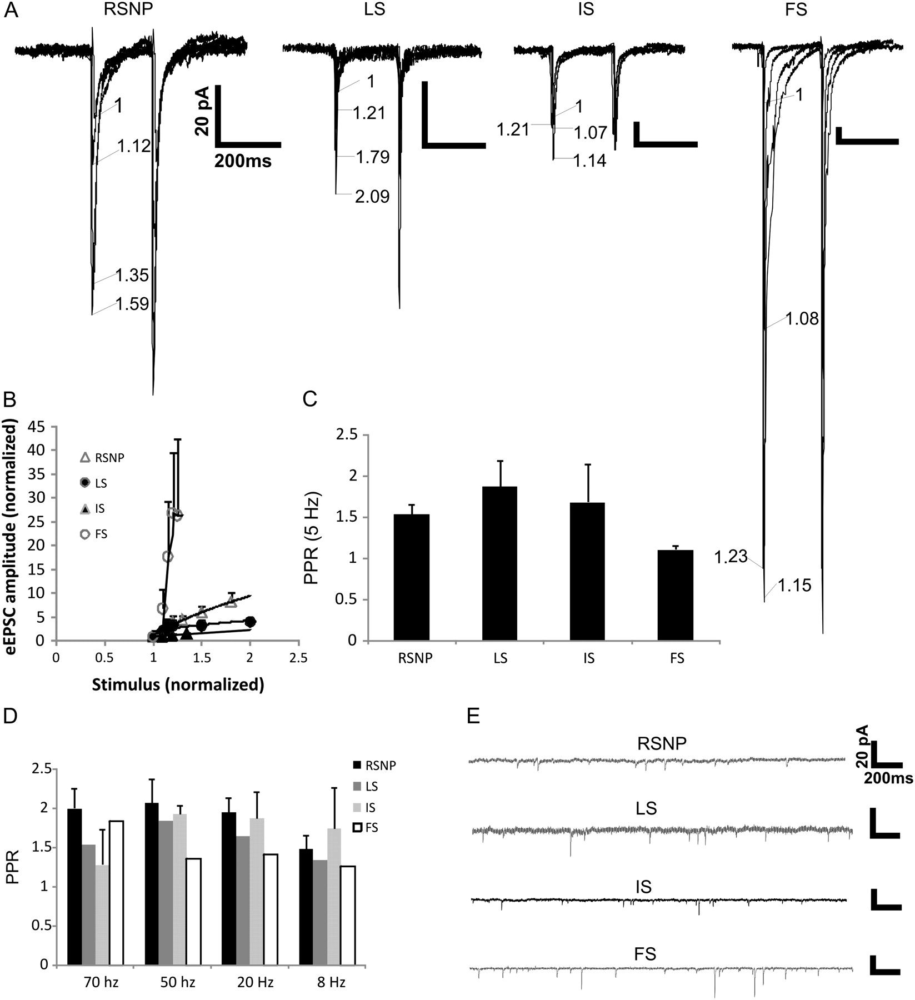 A
RSNP
LS
IS
FS
1
1.12
1.35
1.59
20 pA
200ms
1
1.21
1.79
2.09
1
1.21
1.07
1.14
1
1.08
1.23
1.15
B
eEPSC amplitude (normalized)
45
40
35
30
25
20
15
10
5
0
RSNP
LS
IS
FS
0
0.5
1
1.5
2
2.5
Stimulus (normalized)
C
PPR (5 Hz)
2.5
2
1.5
1
0.5
0
RSNP
LS
IS
FS
D
PPR
2.5
2
1.5
1
0.5
0
RSNP
LS
IS
FS
70 hz
50 hz
20 Hz
8 Hz
E
RSNP
20 pA
200ms
LS
IS
FS